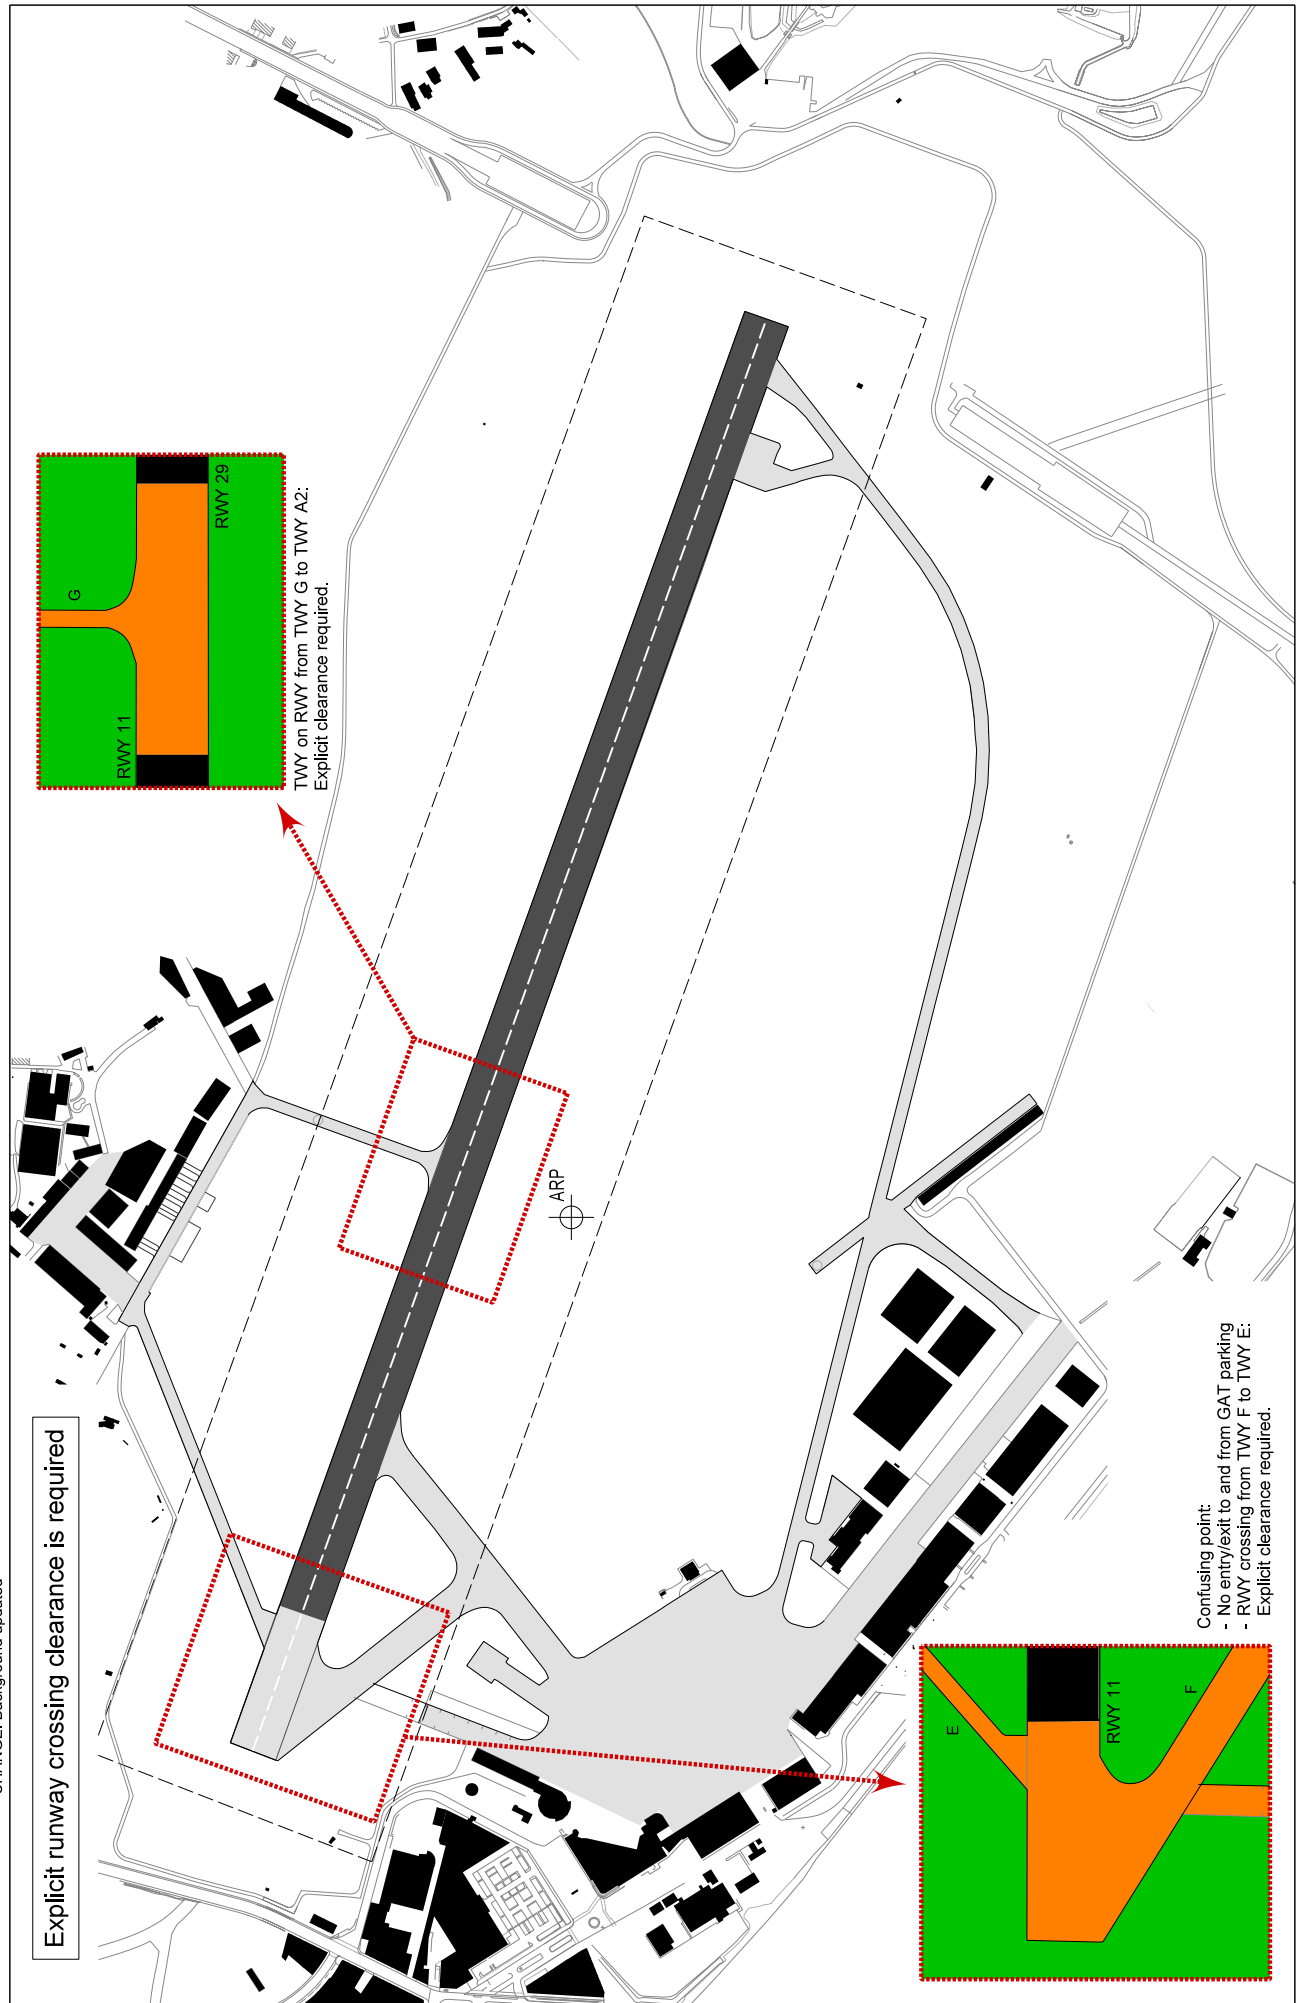 Explicit runway crossing clearance is required
G
RWY 11
RWY 29
TWY on RWY from TWY G to TWY A2:
Explicit clearance required.
ARP
Confusing point:
- No entry/exit to and from GAT parking
- RWY crossing from TWY F to TWY E:
Explicit clearance required.
E
RWY 11
F